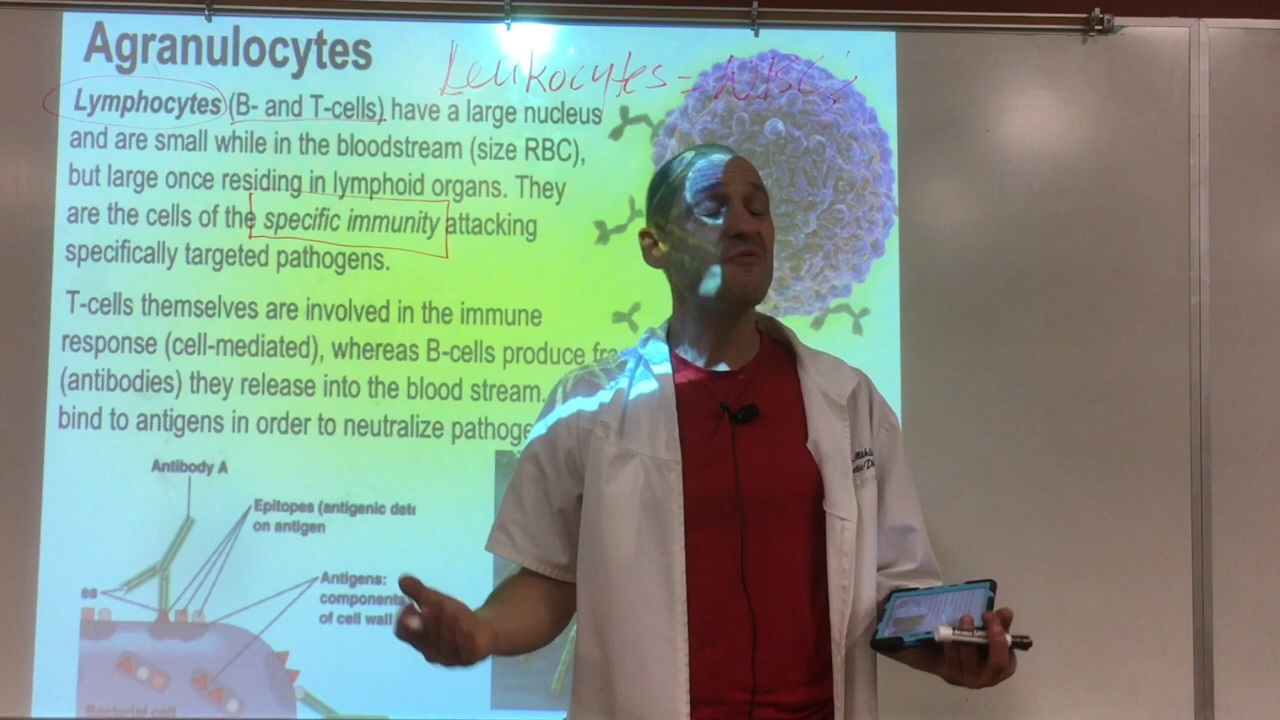 Agranulocytes
Leukocytes = WBC's
Lymphocytes (B- and T-cells) have a large nucleus
and are small while in the bloodstream (size RBC),
but large once residing in lymphoid organs. They
are the cells of the specific immunity attacking
specifically targeted pathogens.
T-cells themselves are involved in the immune
response (cell-mediated), whereas B-cells produce
(antibodies) they release into the blood stream.
bind to antigens in order to neutralize
Antibody A
Epitopes (antigenic
on antigen
Antigens:
components
of cell wall
Bacterial cell